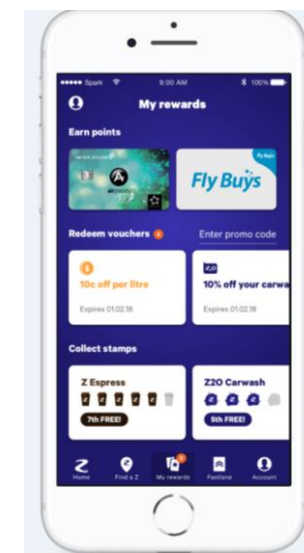 Spark 9:00 AM 100%
My rewards
Earn points
Fly Buys
Fly Buys
Redeem vouchers
Enter promo code
10c off per litre
Expires 01.02.18
10% off your carwa
Expires 01.02.18
Collect stamps
Z Espress
7th FREE!
Z2O Carwash
5th FREE!
Z
Home
Find a Z
My rewards
Fastlane
Account